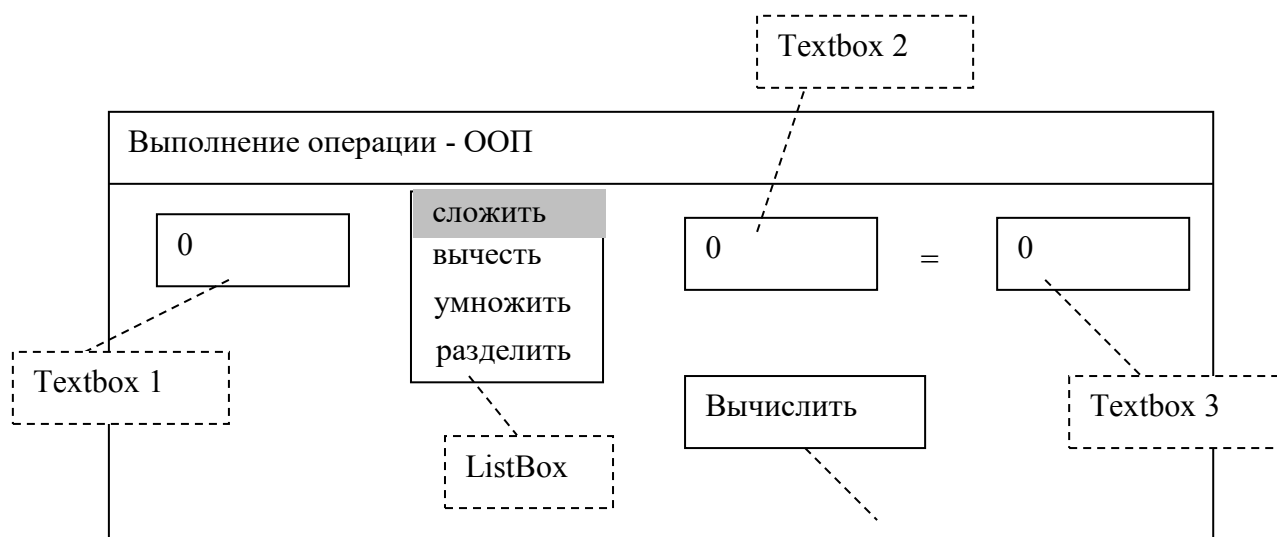 Textbox 2
Выполнение операции - ООП
сложить
0
вычесть
0
=
0
умножить
разделить
Textbox 1
Вычислить
Textbox 3
ListBox